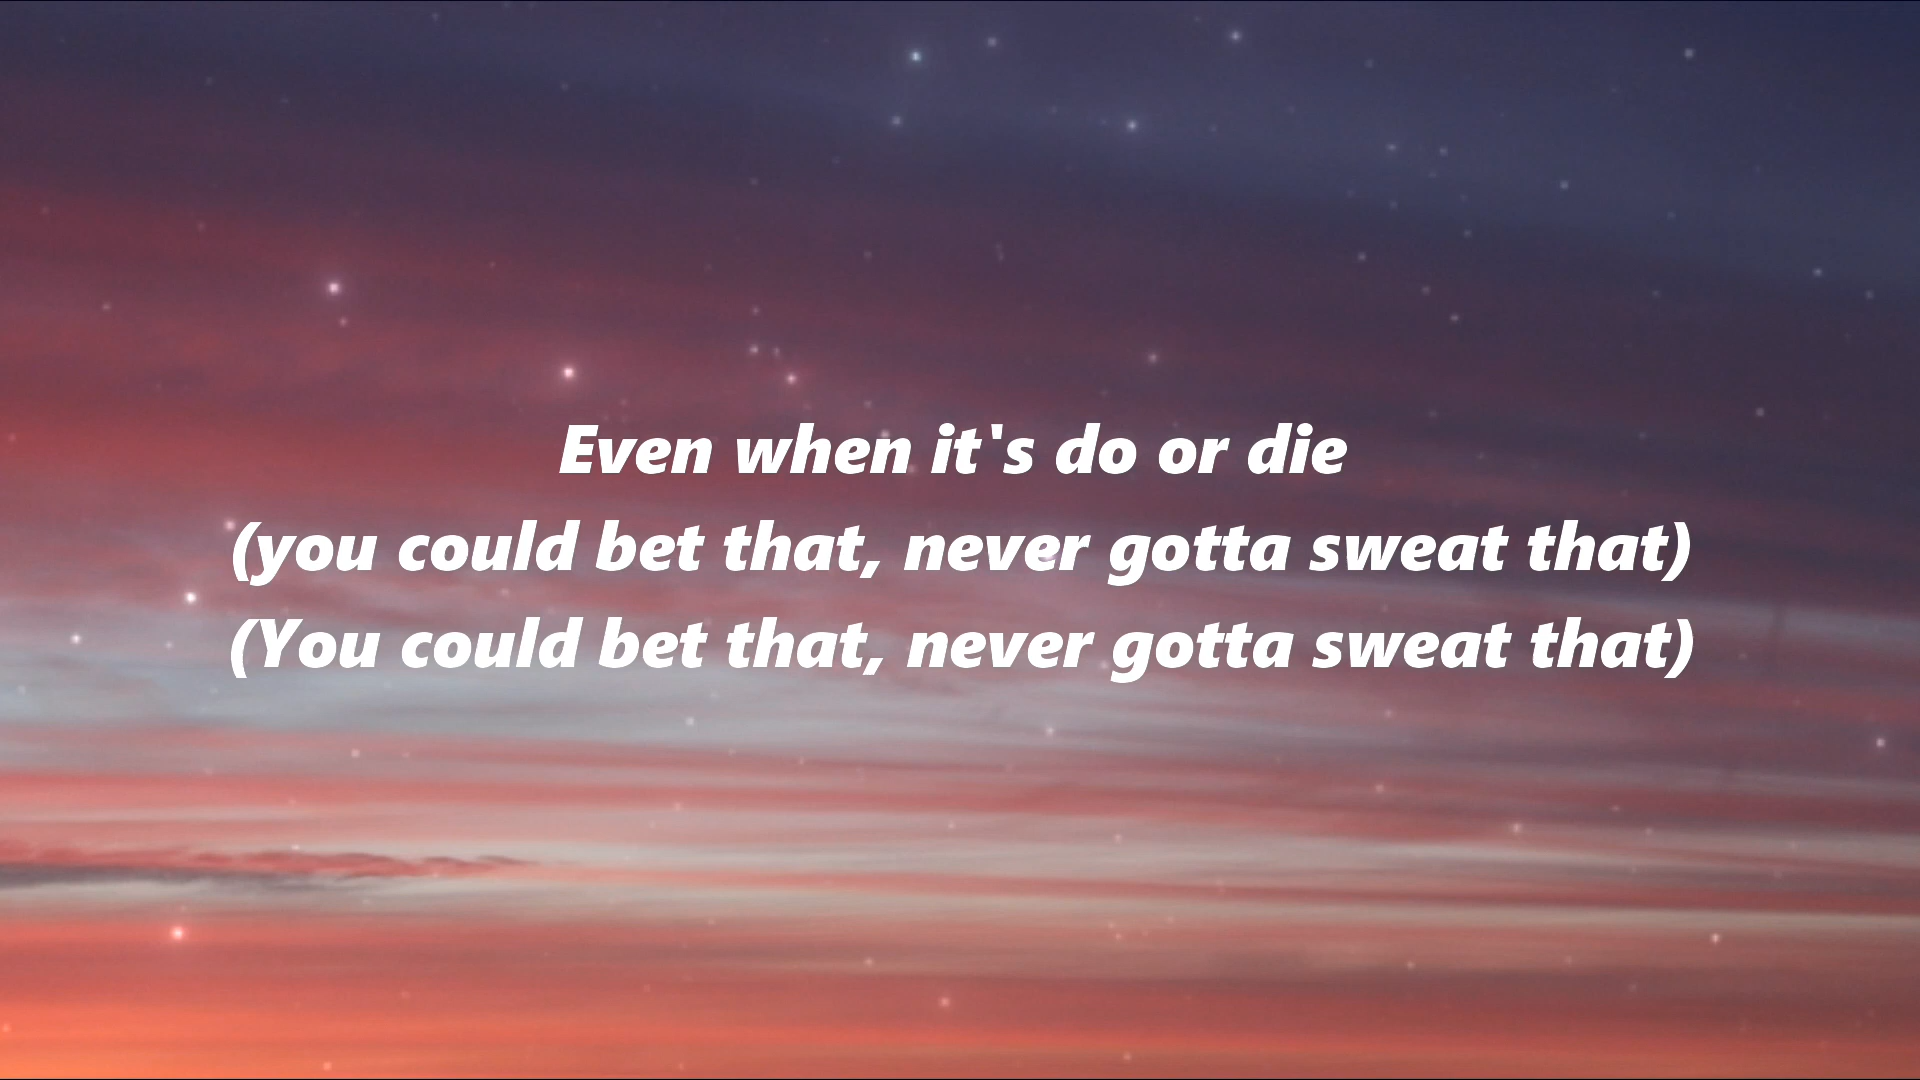 Even when it's do or die
(you could bet that, never gotta sweat that)
(You could bet that, never gotta sweat that)